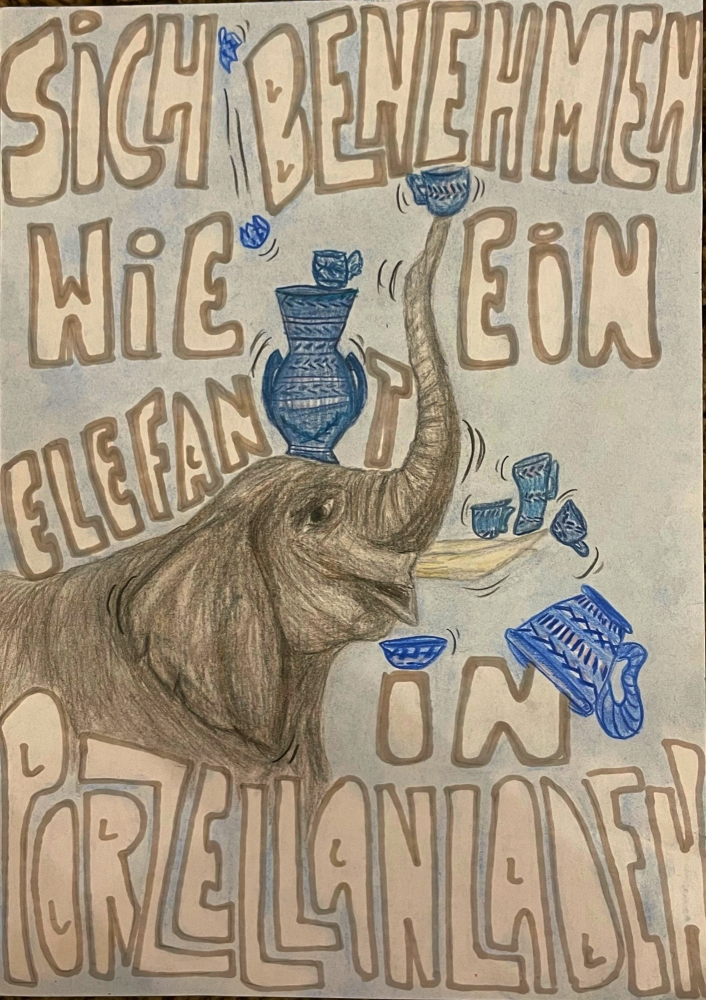 SiCH BENEHMEN
WiE EiN
ELEFANT
iN
PORZELLANLADEN